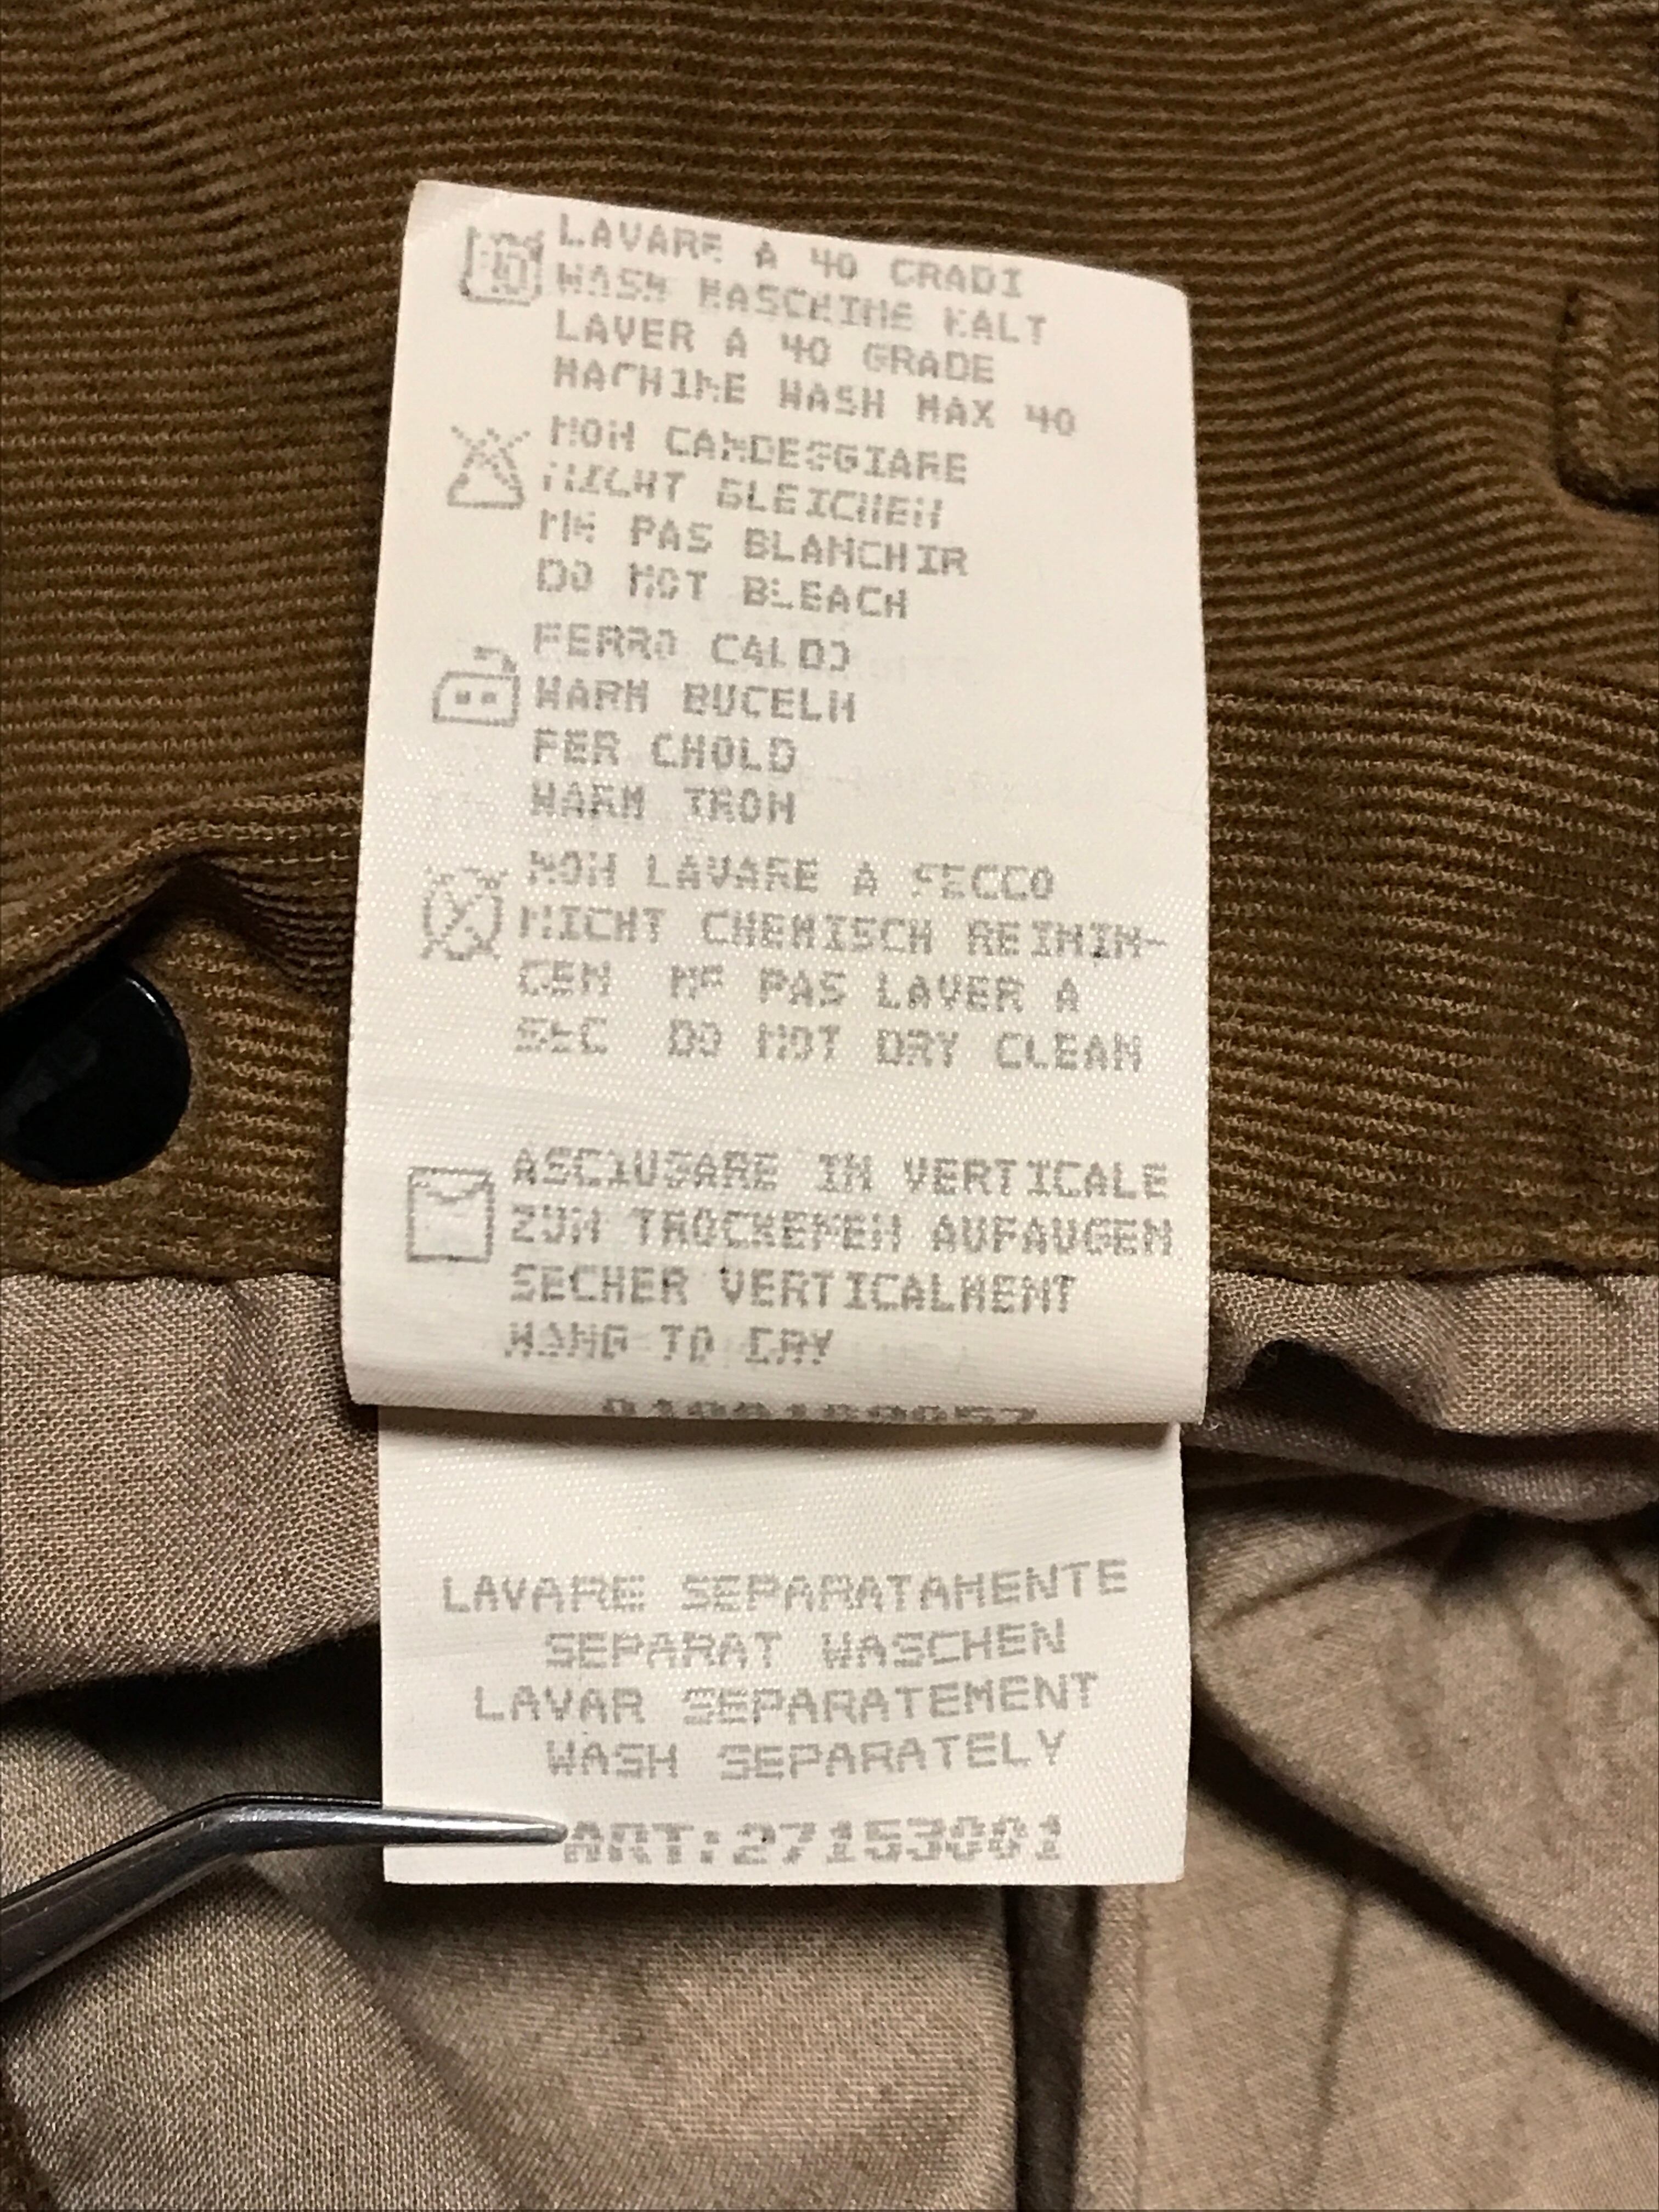 40
LAVARE A 40 GRADI
WASH MASCHINE KALT
LAVER A 40 GRADE
MACHINE WASH MAX 40
NON CANDEGGIARE
NICHT BLEICHEN
NE PAS BLANCHIR
DO NOT BLEACH
FERRO CALDO
WARM BUCELN
FER CHOLD
WARM IRON
NON LAVARE A SECCO
NICHT CHEMISCH REININ-
GEN NE PAS LAVER A
SEC DO NOT DRY CLEAN
ASCIUGARE IN VERTICALE
ZUM TROCKENEN AUFAUGEN
SECHER VERTICALMENT
HANG TO DRY
LAVARE SEPARATAMENTE
SEPARAT WASCHEN
LAVAR SEPARATEMENT
WASH SEPARATELY
ART:27153001